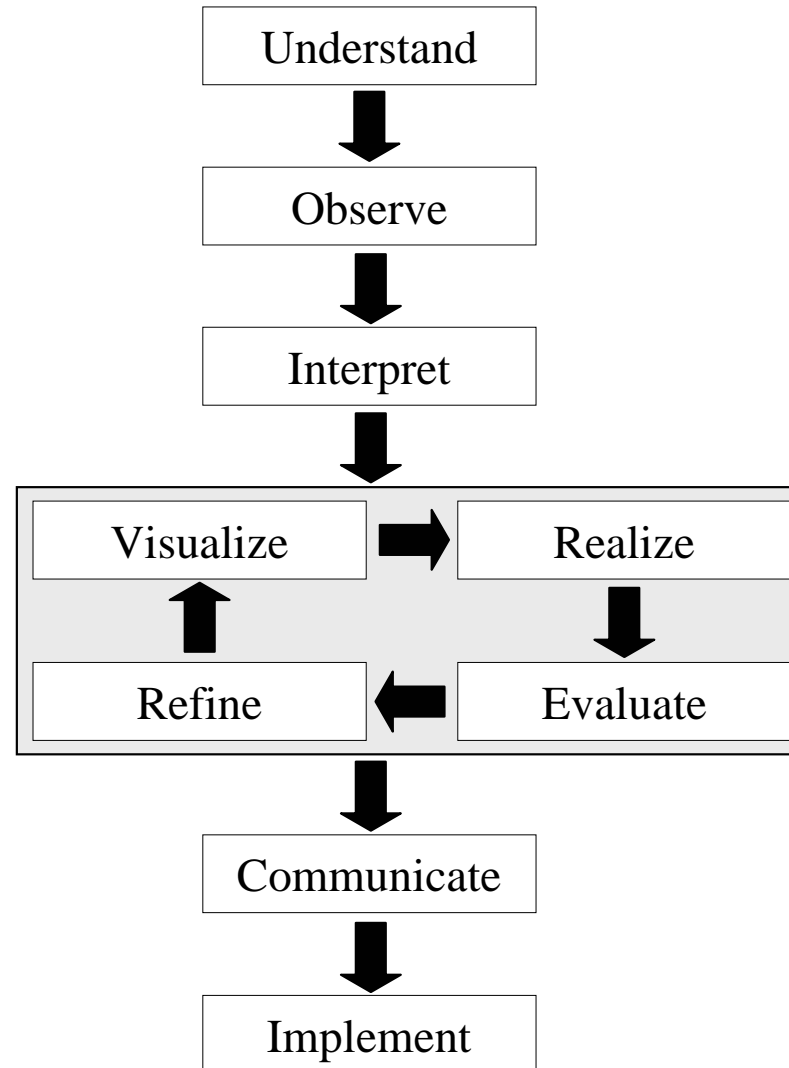 Understand
Observe
Interpret
Visualize
Realize
Refine
Evaluate
Communicate
Implement